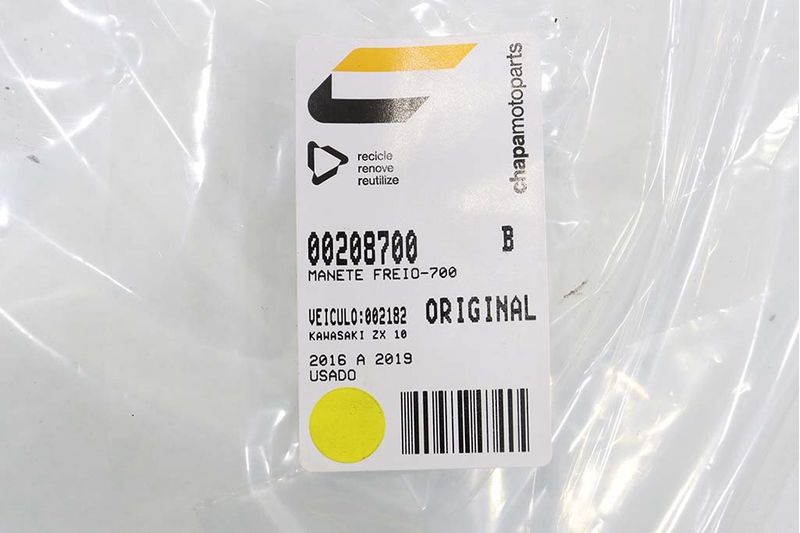 chapamotoparts
recicle
renove
reutilize
00208700 B
MANETE FREIO-700
VEICULO:002182 ORIGINAL
KAWASAKI ZX 10
2016 A 2019
USADO